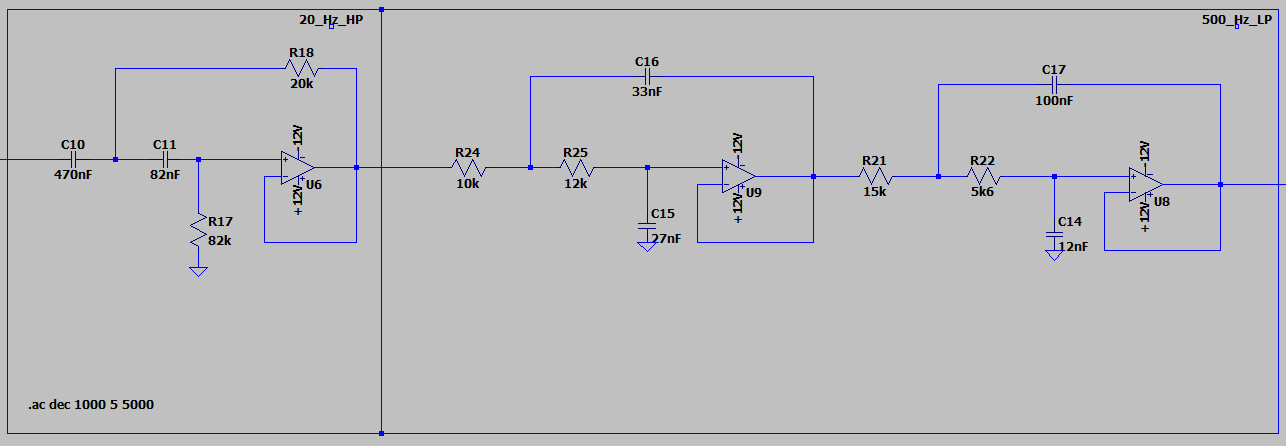 20_Hz_HP
500_Hz_LP
R18
20k
C16
33nF
C17
100nF
C10
470nF
C11
82nF
-12V
+
-
U6
+12V
+
-
R17
82k
R24
10k
R25
12k
-12V
+
-
U9
+12V
+
-
C15
27nF
R21
15k
R22
5k6
-12V
+
-
U8
+12V
+
-
C14
12nF
.ac dec 1000 5 5000